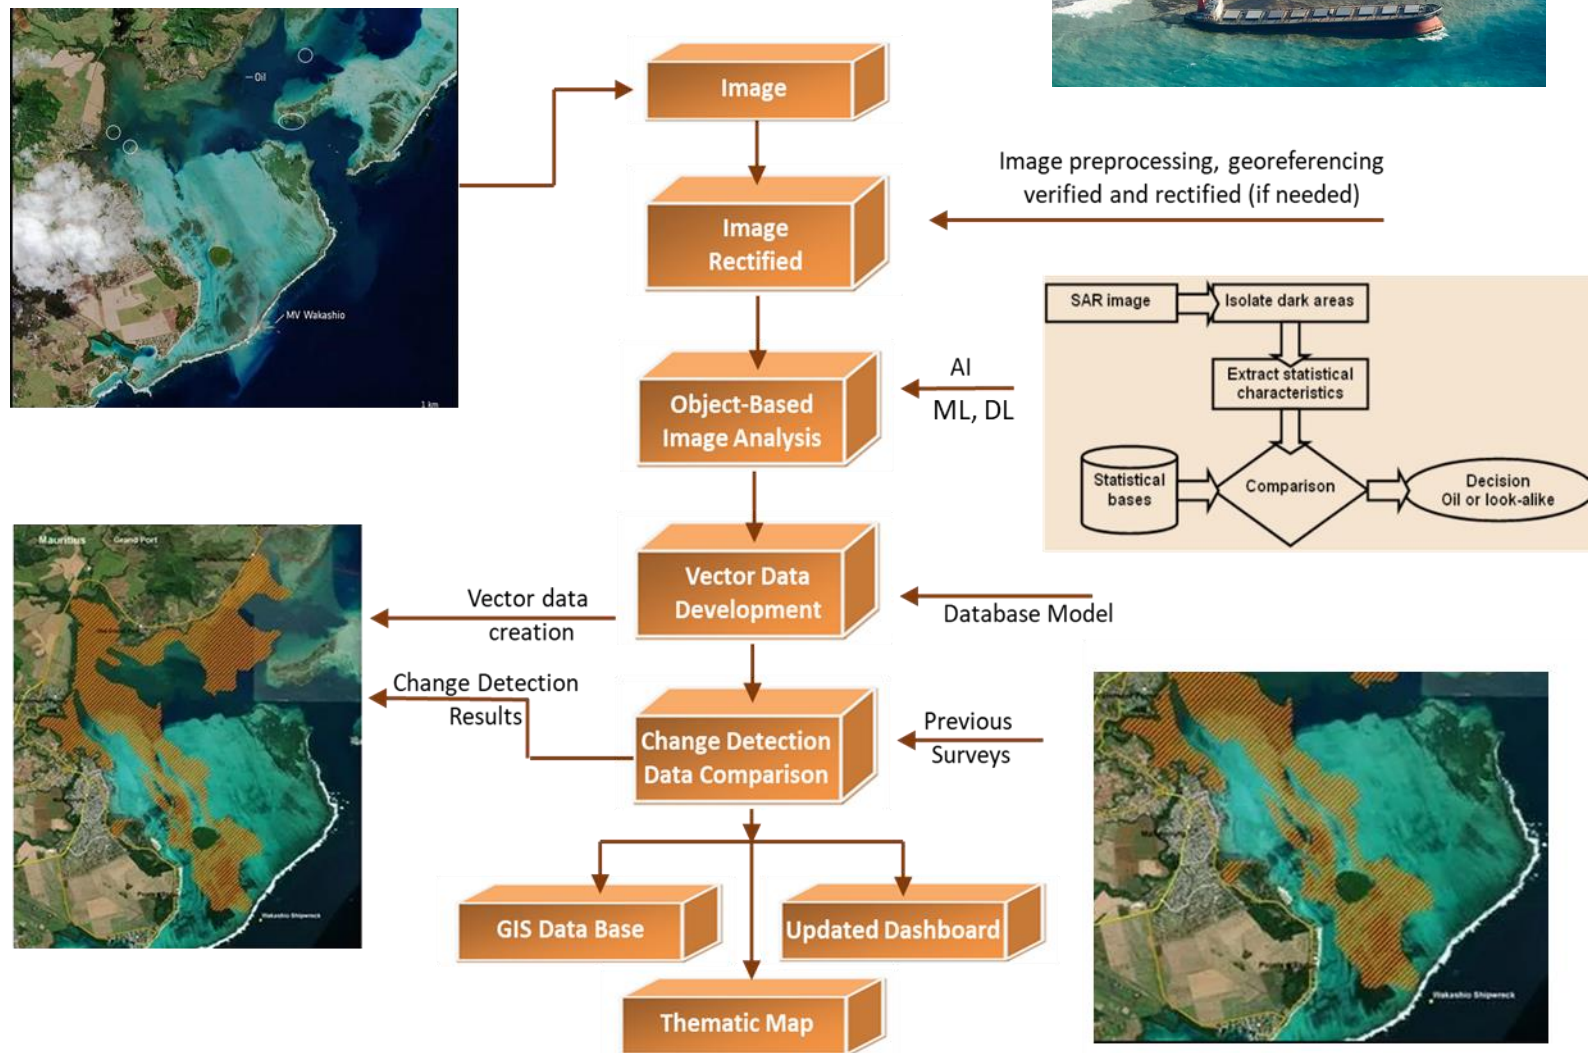 Oil
MV Wakashio
1 km
Image
Image preprocessing, georeferencing
verified and rectified (if needed)
Image
Rectified
SAR image
Isolate dark areas
Extract statistical
characteristics
Statistical
bases
Comparison
Decision
Oil or look-alike
AI
ML, DL
Object-Based
Image Analysis
Vector Data
Development
Database Model
Vector data
creation
Change Detection
Results
Change Detection
Data Comparison
Previous
Surveys
Mauritius
Grand Port
Wakashio Shipwreck
GIS Data Base
Updated Dashboard
Thematic Map
Wakashio Shipwreck